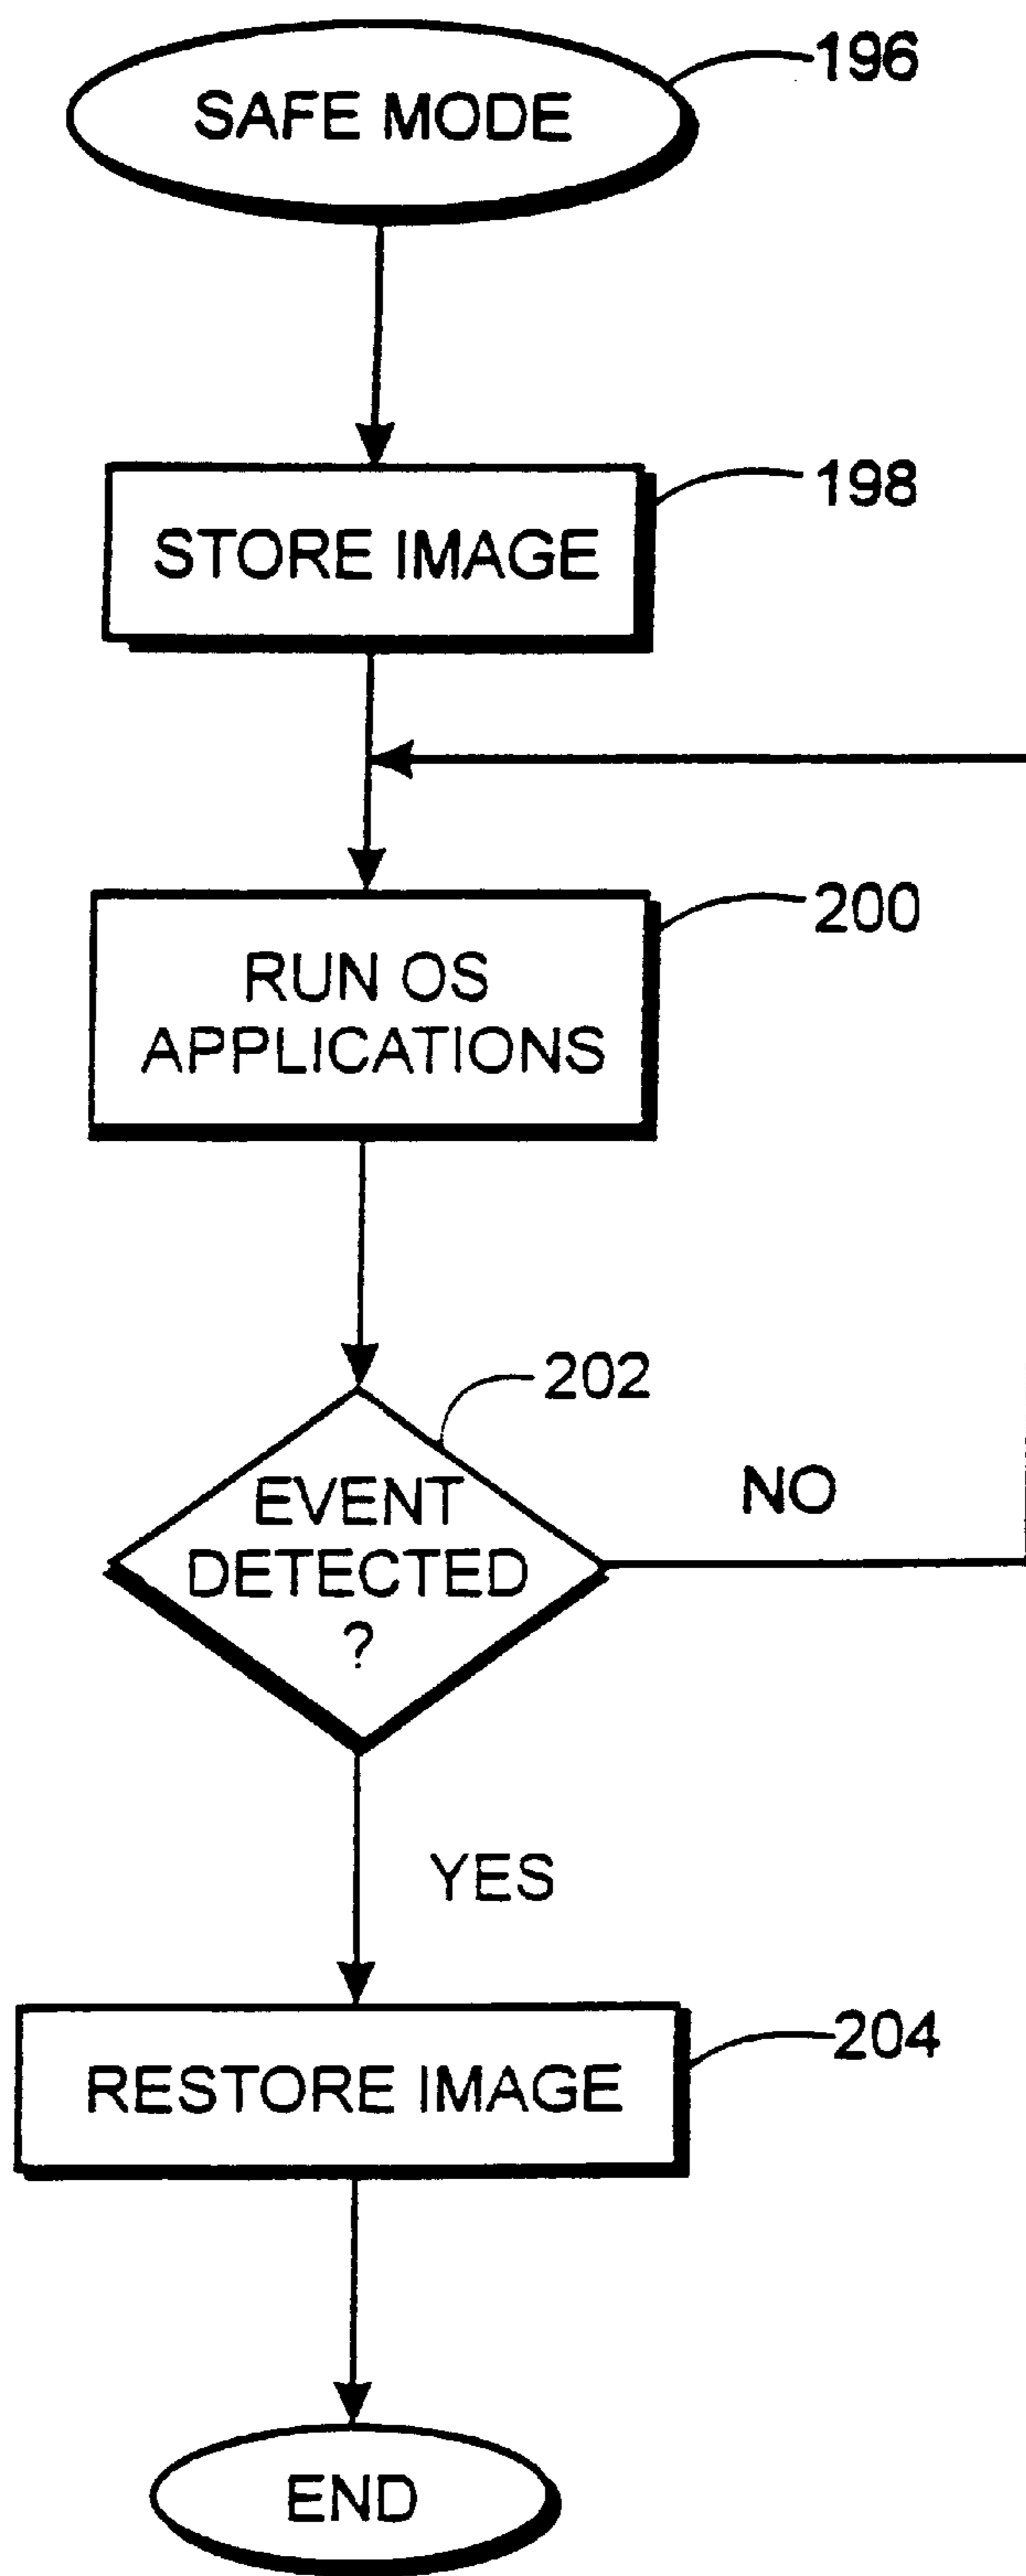 196
SAFE MODE
198
STORE IMAGE
200
RUN OS
APPLICATIONS
202
EVENT
DETECTED
?
NO
YES
204
RESTORE IMAGE
END